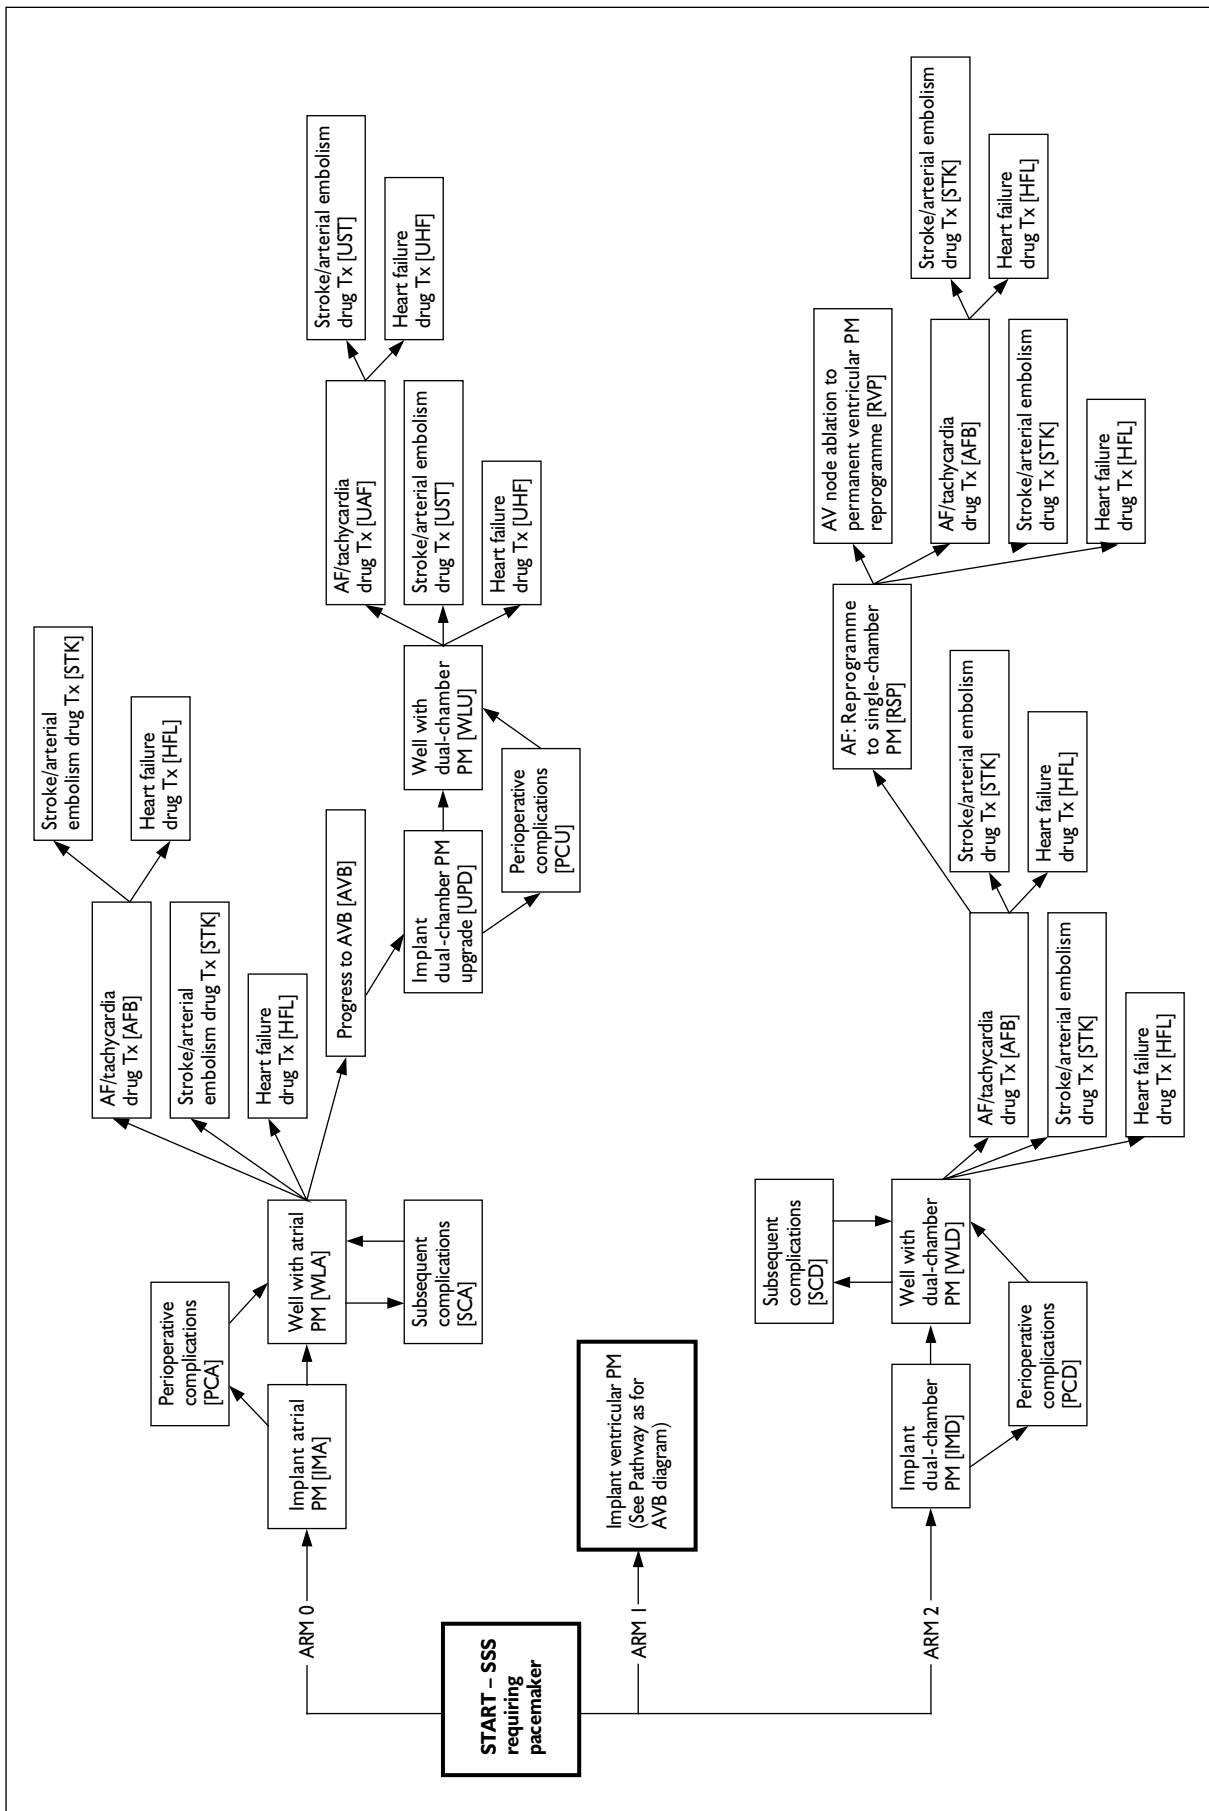 START – SSS
requiring
pacemaker
ARM 0
Implant atrial
PM [IMA]
Perioperative
complications
[PCA]
Well with atrial
PM [WLA]
Subsequent
complications
[SCA]
AF/tachycardia
drug Tx [AFB]
Stroke/arterial
embolism drug Tx [STK]
Heart failure
drug Tx [HFL]
Stroke/arterial
embolism drug Tx [STK]
Heart failure
drug Tx [HFL]
Progress to AVB [AVB]
Implant
dual-chamber PM
upgrade [UPD]
Perioperative
complications
[PCU]
Well with
dual-chamber
PM [WLU]
AF/tachycardia
drug Tx [UAF]
Stroke/arterial embolism
drug Tx [UST]
Heart failure
drug Tx [UHF]
Stroke/arterial embolism
drug Tx [UST]
Heart failure
drug Tx [UHF]
ARM 1
Implant ventricular PM
(See Pathway as for
AVB diagram)
ARM 2
Implant
dual-chamber
PM [IMD]
Perioperative
complications
[PCD]
Subsequent
complications
[SCD]
Well with
dual-chamber
PM [WLD]
AF/tachycardia
drug Tx [AFB]
Stroke/arterial embolism
drug Tx [STK]
Heart failure
drug Tx [HFL]
Stroke/arterial embolism
drug Tx [STK]
Heart failure
drug Tx [HFL]
AF: Reprogramme
to single-chamber
PM [RSP]
AV node ablation to
permanent ventricular PM
reprogramme [RVP]
AF/tachycardia
drug Tx [AFB]
Stroke/arterial embolism
drug Tx [STK]
Heart failure
drug Tx [HFL]
Stroke/arterial embolism
drug Tx [STK]
Heart failure
drug Tx [HFL]